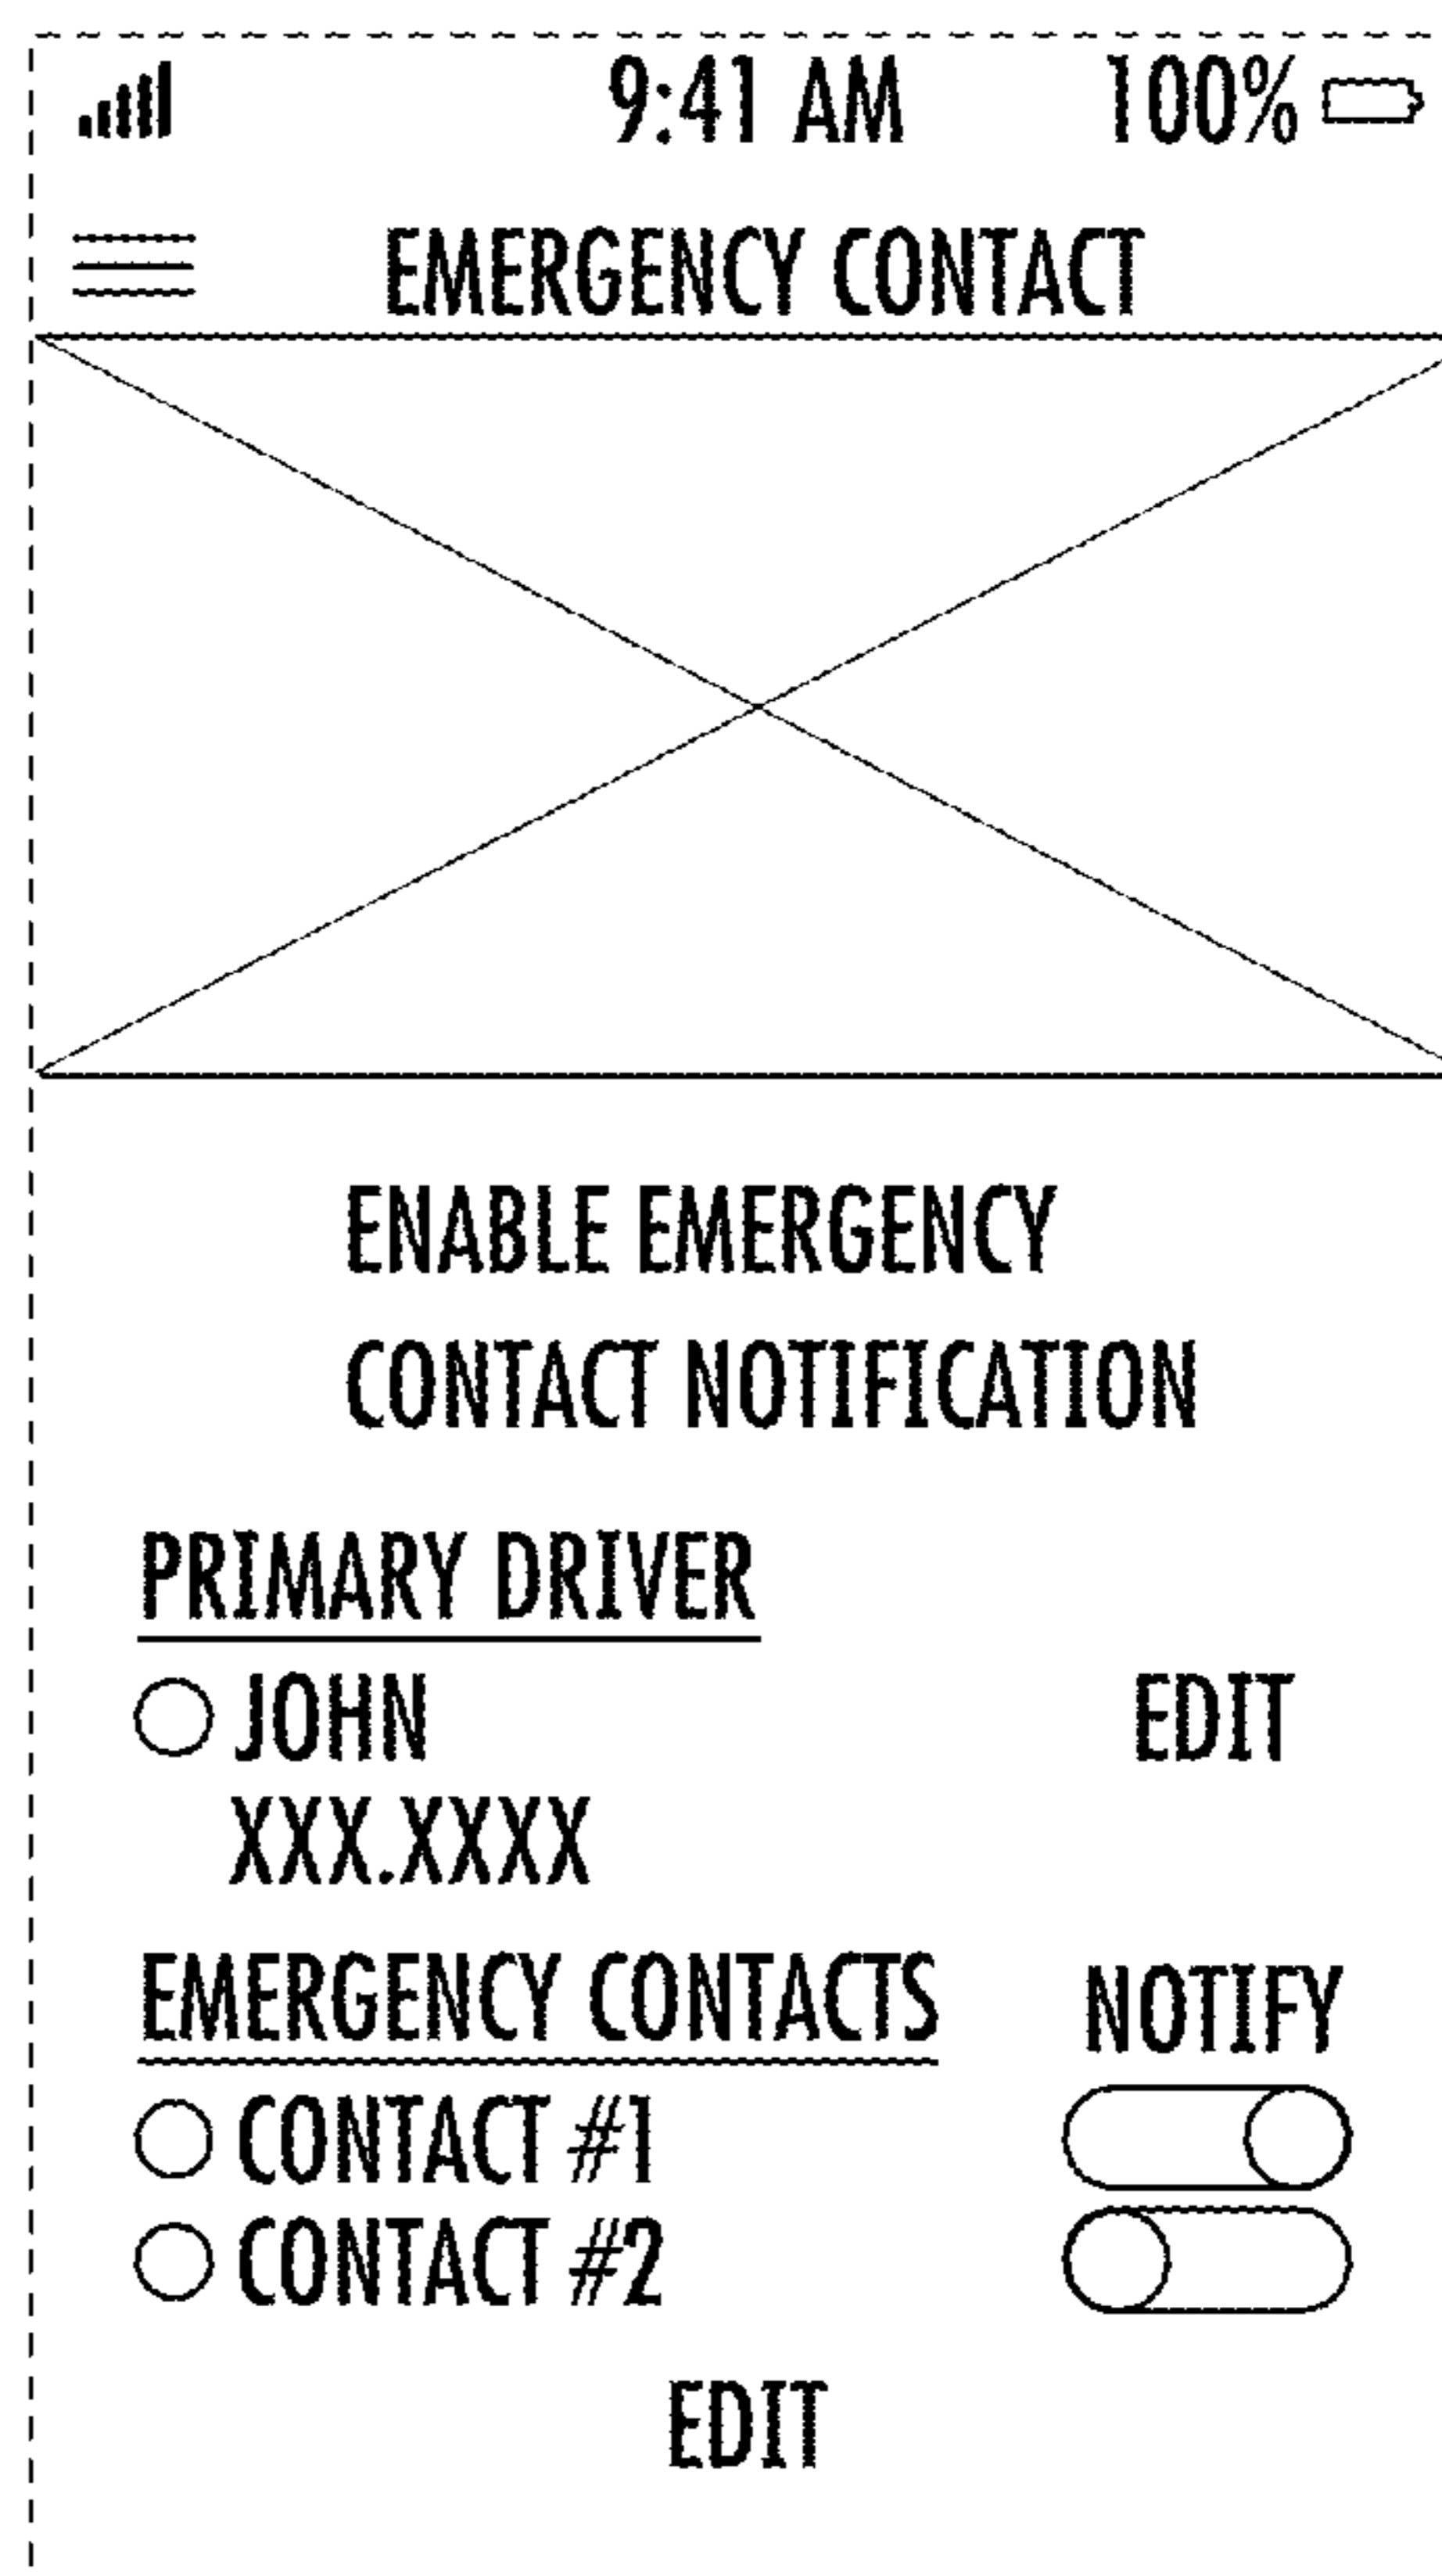 9:41 AM 100%
EMERGENCY CONTACT
ENABLE EMERGENCY
CONTACT NOTIFICATION
PRIMARY DRIVER
JOHN EDIT
XXX.XXXX
EMERGENCY CONTACTS NOTIFY
CONTACT #1
CONTACT #2
EDIT